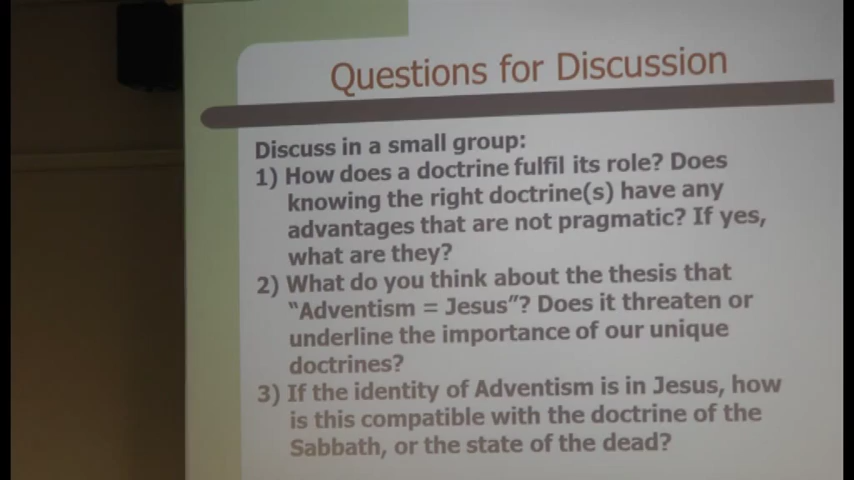 Questions for Discussion
Discuss in a small group:
1) How does a doctrine fulfil its role? Does
knowing the right doctrine(s) have any
advantages that are not pragmatic? If yes,
what are they?
2) What do you think about the thesis that
“Adventism = Jesus”? Does it threaten or
underline the importance of our unique
doctrines?
3) If the identity of Adventism is in Jesus, how
is this compatible with the doctrine of the
Sabbath, or the state of the dead?